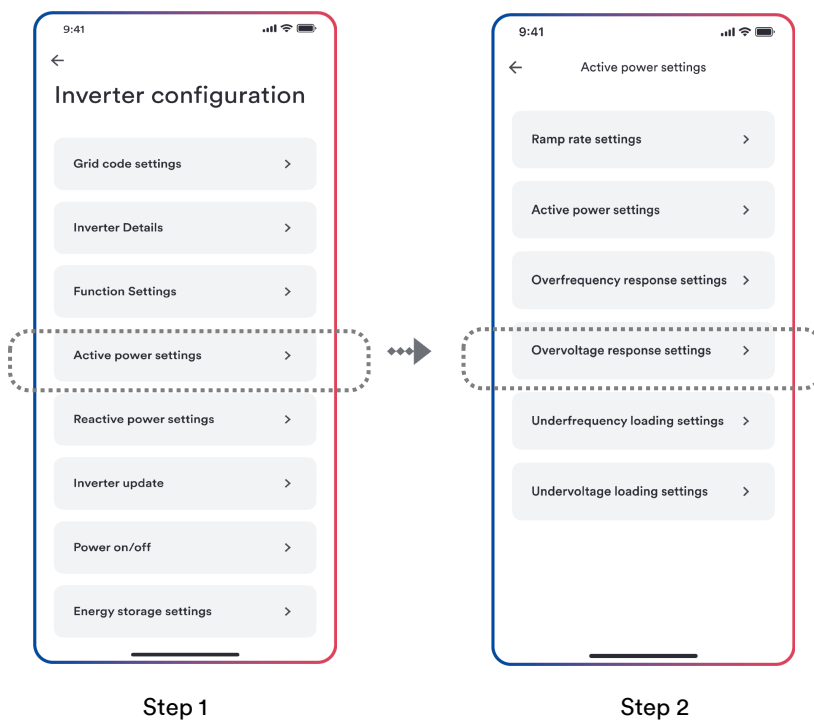 9:41
Inverter configuration
Grid code settings
Inverter Details
Function Settings
Active power settings
Reactive power settings
Inverter update
Power on/off
Energy storage settings
Step 1
9:41
Active power settings
Ramp rate settings
Active power settings
Overfrequency response settings
Overvoltage response settings
Underfrequency loading settings
Undervoltage loading settings
Step 2